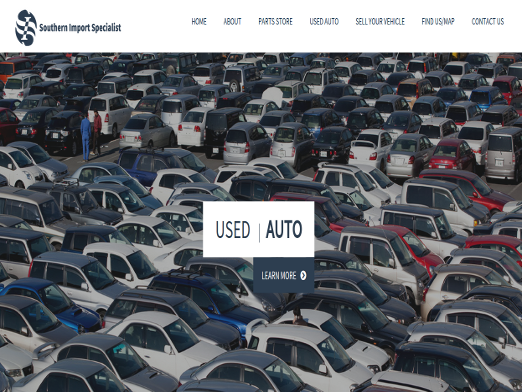 Southern Import Specialist
HOME ABOUT PARTS STORE USED AUTO SELL YOUR VEHICLE FIND US/MAP CONTACT US
USED | AUTO
LEARN MORE